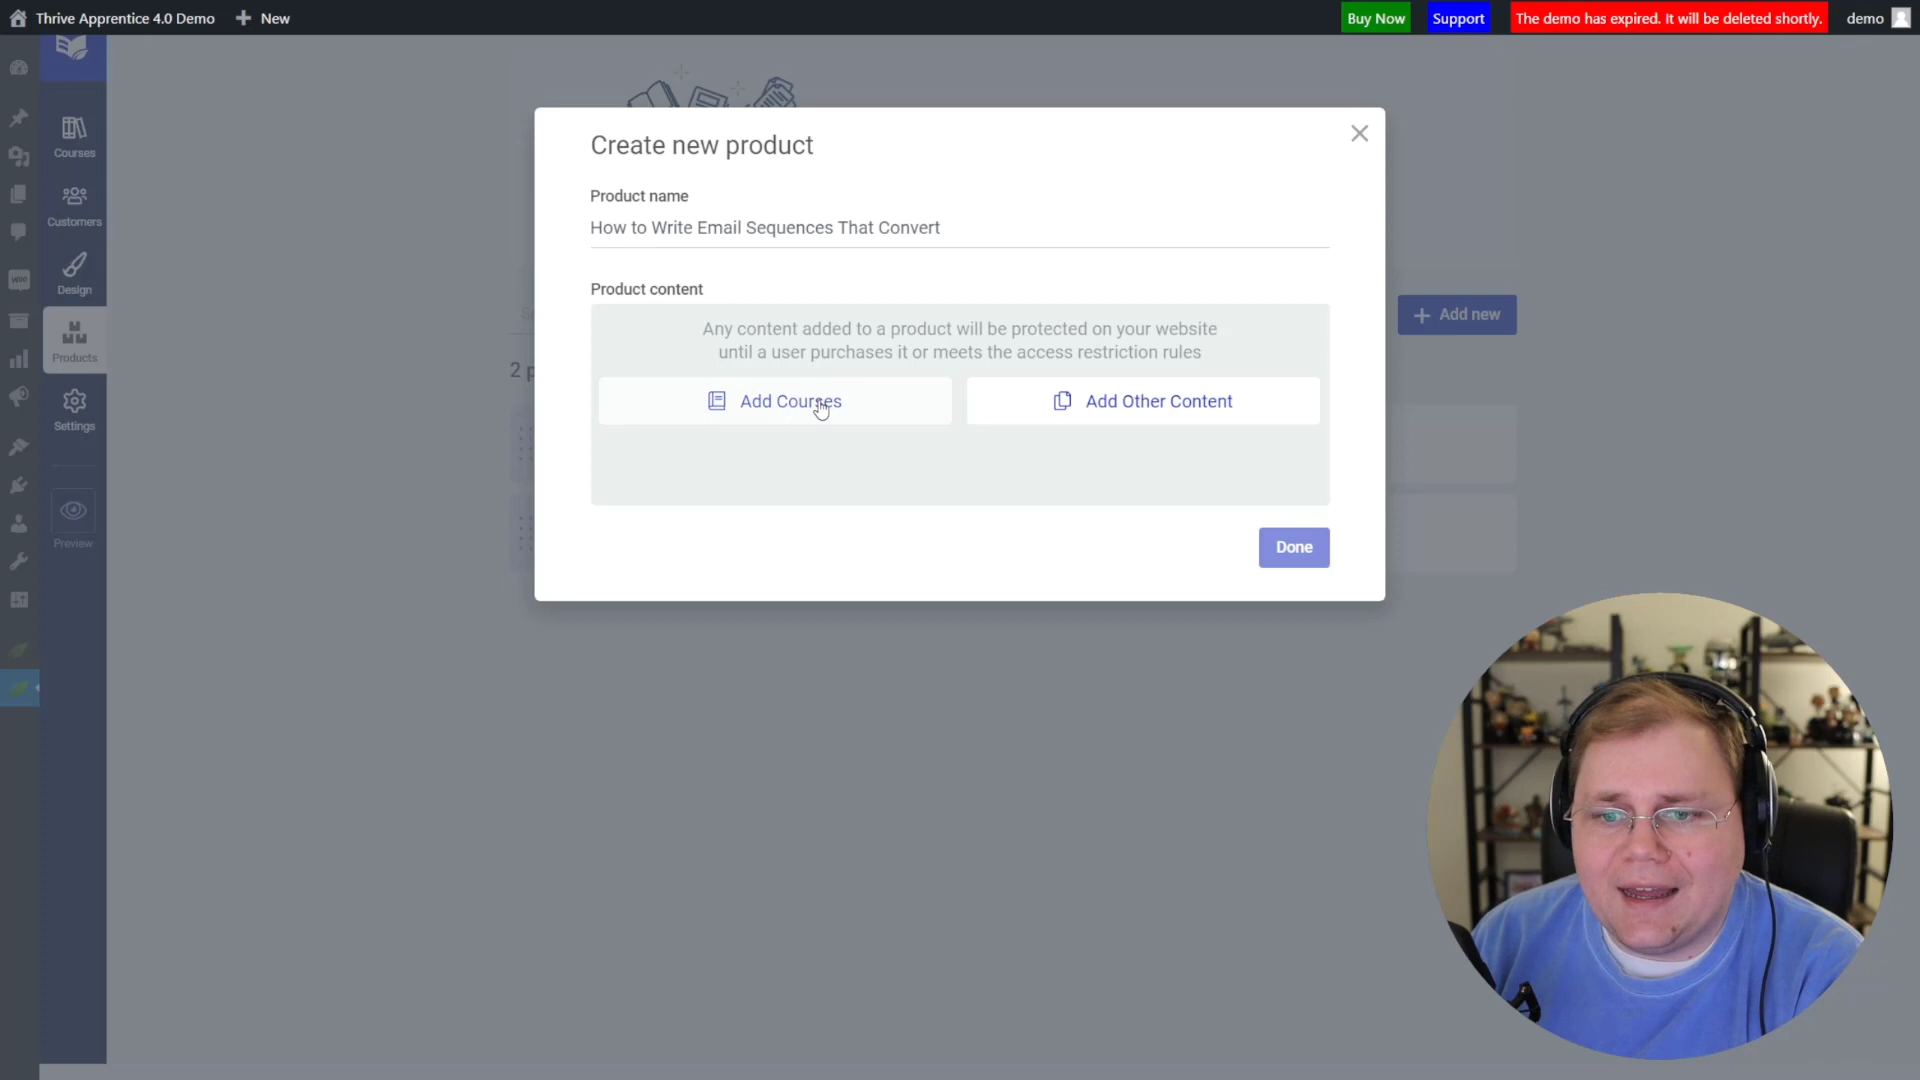 Thrive Apprentice 4.0 Demo
New
Buy Now
Support
The demo has expired. It will be deleted shortly.
demo
Courses
Customers
Design
Products
Settings
Preview
Create new product
Product name
How to Write Email Sequences That Convert
Product content
Any content added to a product will be protected on your website
until a user purchases it or meets the access restriction rules
Add Courses
Add Other Content
Done
Add new
2 p